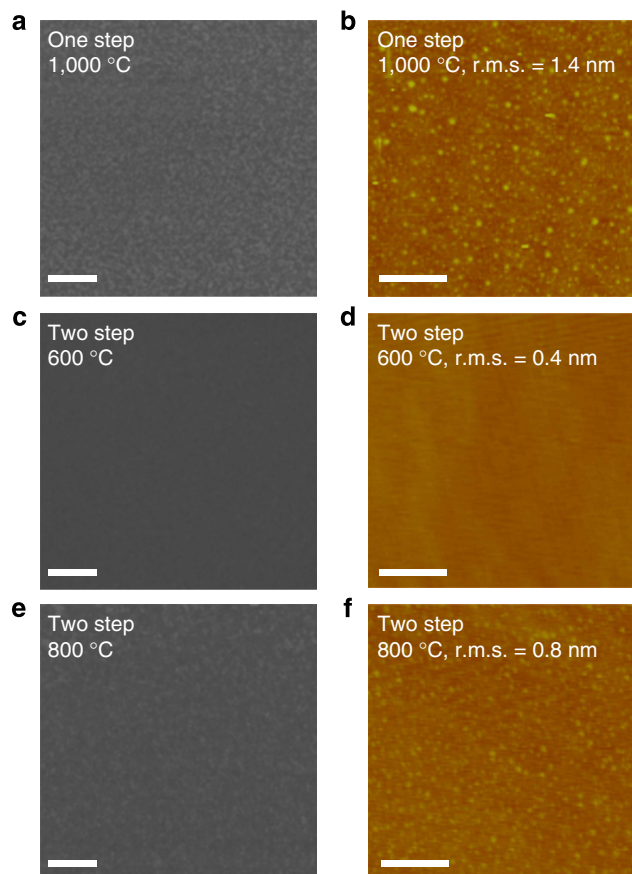 a
One step
1,000 °C
b
One step
1,000 °C, r.m.s. = 1.4 nm
c
Two step
600 °C
d
Two step
600 °C, r.m.s. = 0.4 nm
e
Two step
800 °C
f
Two step
800 °C, r.m.s. = 0.8 nm